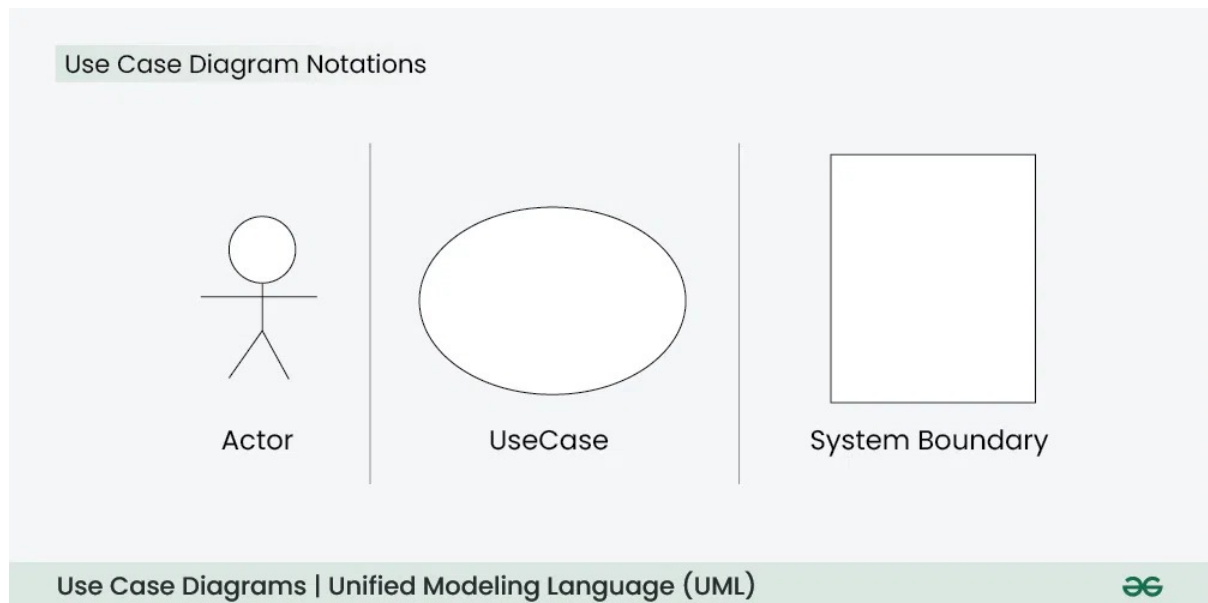 Use Case Diagram Notations
Actor
UseCase
System Boundary
Use Case Diagrams | Unified Modeling Language (UML)